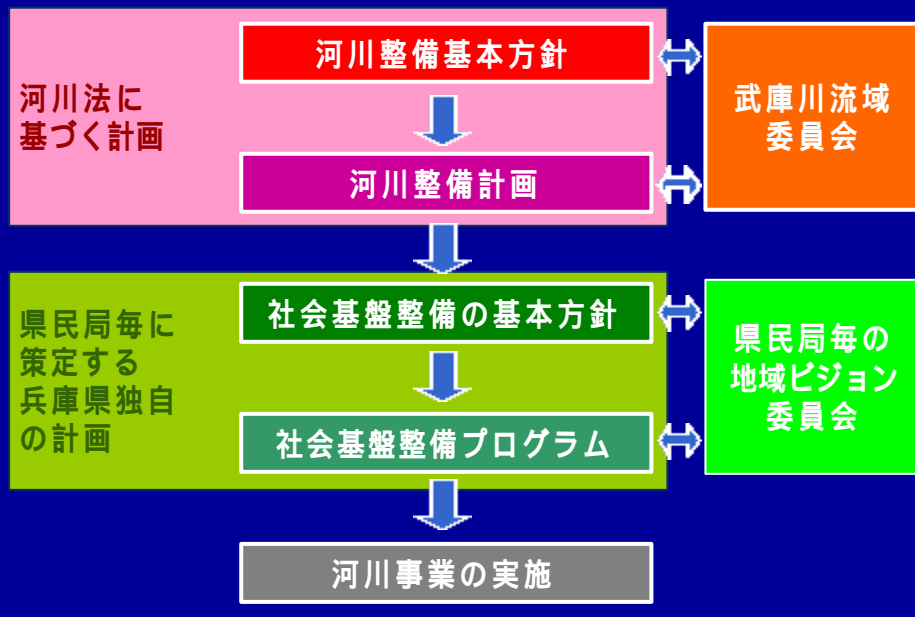 河川法に
基づく計画
河川整備基本方針
河川整備計画
武庫川流域
委員会
県民局毎に
策定する
兵庫県独自
の計画
社会基盤整備の基本方針
社会基盤整備プログラム
県民局毎の
地域ビジョン
委員会
河川事業の実施